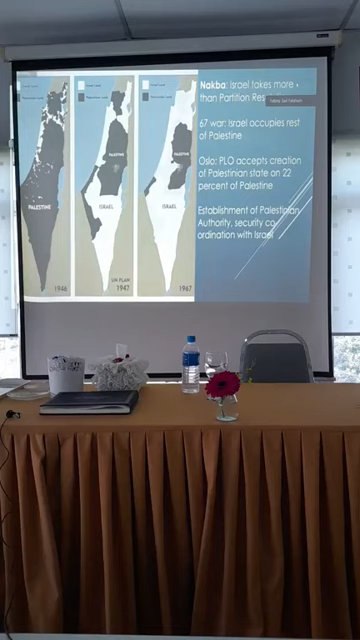 PALESTINE
1946
PALESTINE
ISRAEL
UN PLAN
1947
PALESTINE
ISRAEL
1967
Nakba: Israel takes more
than Partition Res
67 war: Israel occupies rest
of Palestine
Oslo: PLO accepts creation
of Palestinian state on 22
percent of Palestine
Establishment of Palestinian
Authority, security co-
ordination with Israel